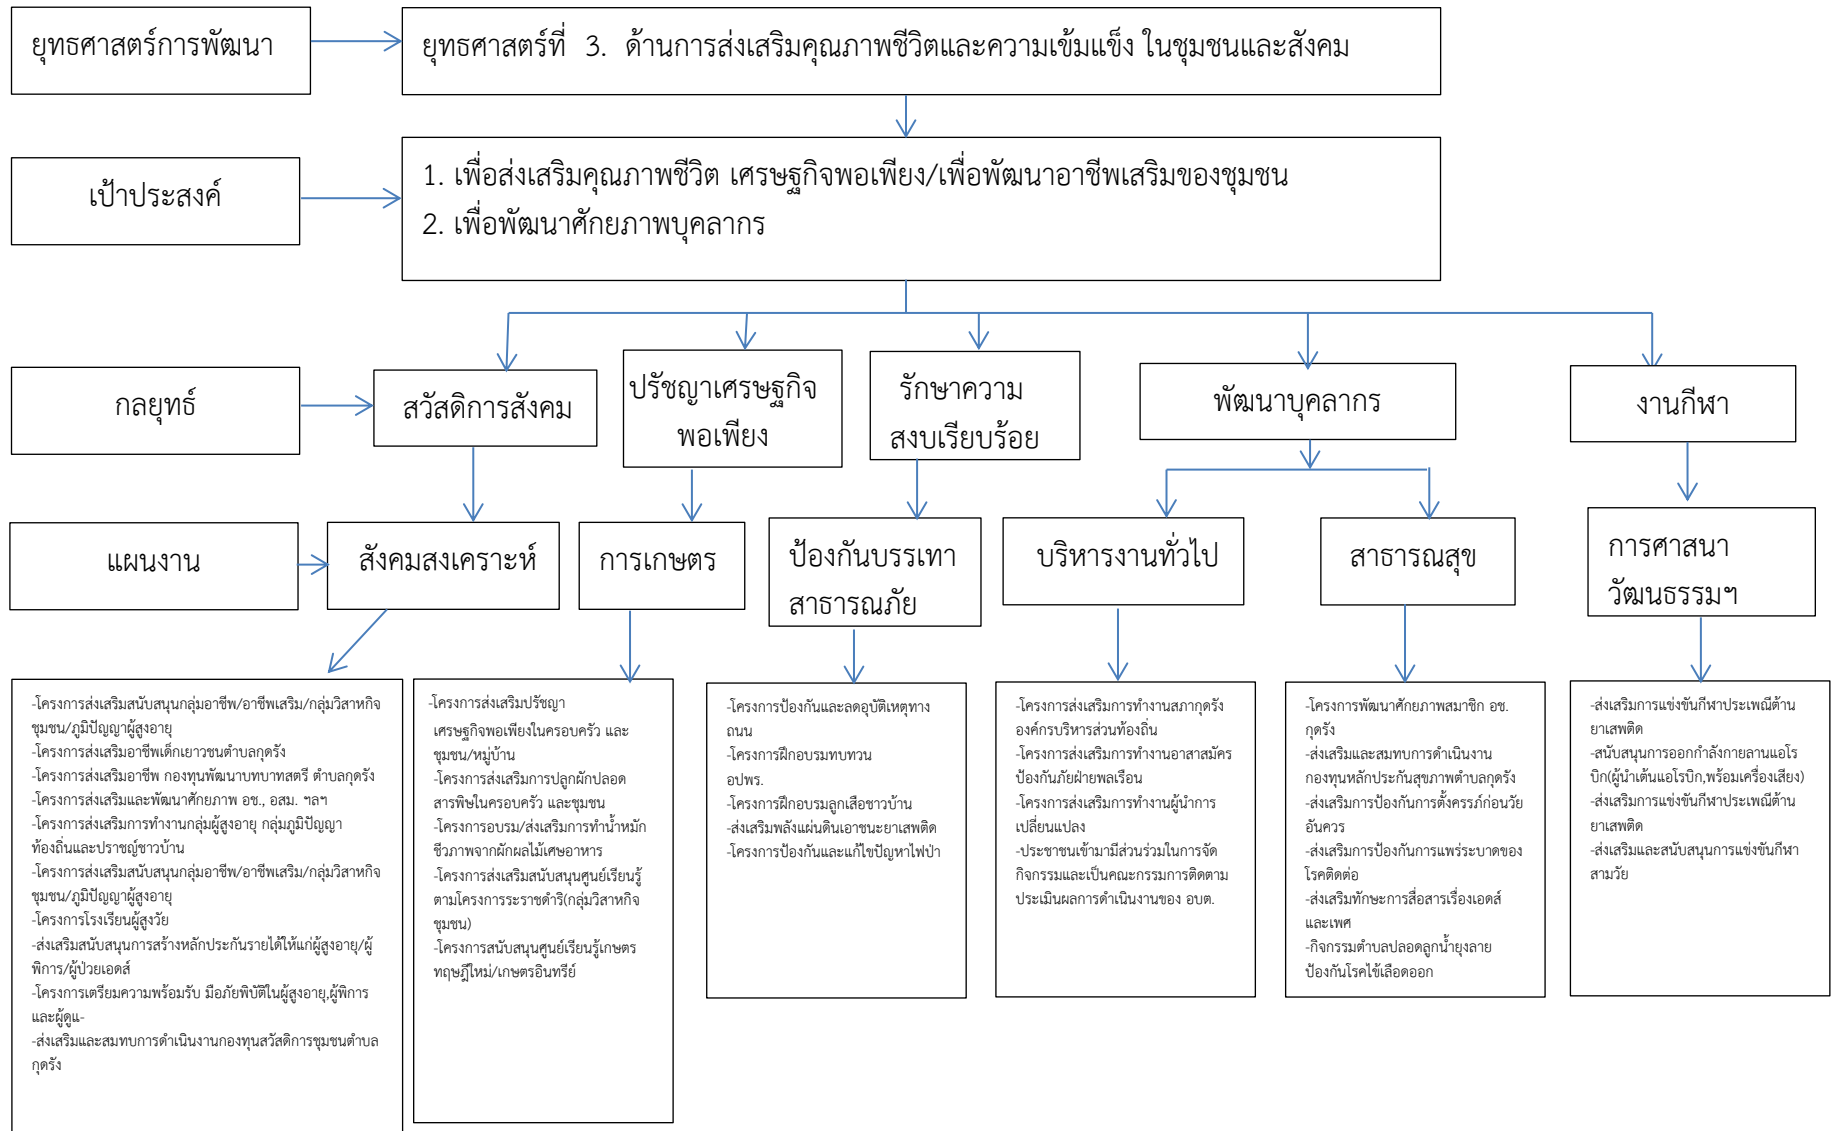 ยุทธศาสตร์การพัฒนา
ยุทธศาสตร์ที่ 3. ด้านการส่งเสริมคุณภาพชีวิตและความเข้มแข็ง ในชุมชนและสังคม
เป้าประสงค์
1. เพื่อส่งเสริมคุณภาพชีวิต เศรษฐกิจพอเพียง/เพื่อพัฒนาอาชีพเสริมของชุมชน
2. เพื่อพัฒนาศักยภาพบุคลากร
กลยุทธ์
สวัสดิการสังคม
ปรัชญาเศรษฐกิจ
พอเพียง
รักษาความ
สงบเรียบร้อย
พัฒนาบุคลากร
งานกีฬา
แผนงาน
สังคมสงเคราะห์
การเกษตร
ป้องกันบรรเทา
สาธารณภัย
บริหารงานทั่วไป
สาธารณสุข
การศาสนา
วัฒนธรรมฯ
-โครงการส่งเสริมสนับสนุนกลุ่มอาชีพ/อาชีพเสริม/กลุ่มวิสาหกิจ
ชุมชน/ภูมิปัญญาผู้สูงอายุ
-โครงการส่งเสริมอาชีพเด็กเยาวชนตำบลกุดรัง
-โครงการส่งเสริมอาชีพ กองทุนพัฒนาบทบาทสตรี ตำบลกุดรัง
-โครงการส่งเสริมและพัฒนาศักยภาพ อช., อสม. ฯลฯ
-โครงการส่งเสริมการทำงานกลุ่มผู้สูงอายุ กลุ่มภูมิปัญญา
ท้องถิ่นและปราชญ์ชาวบ้าน
-โครงการส่งเสริมสนับสนุนกลุ่มอาชีพ/อาชีพเสริม/กลุ่มวิสาหกิจ
ชุมชน/ภูมิปัญญาผู้สูงอายุ
-โครงการโรงเรียนผู้สูงวัย
-ส่งเสริมสนับสนุนการสร้างหลักประกันรายได้ให้แก่ผู้สูงอายุ/ผู้
พิการ/ผู้ป่วยเอดส์
-โครงการเตรียมความพร้อมรับ มือภัยพิบัติในผู้สูงอายุ,ผู้พิการ
และผู้ดูแ-
-ส่งเสริมและสมทบการดำเนินงานกองทุนสวัสดิการชุมชนตำบล
กุดรัง
-โครงการส่งเสริมปรัชญา
เศรษฐกิจพอเพียงในครอบครัว และ
ชุมชน/หมู่บ้าน
-โครงการส่งเสริมการปลูกผักปลอด
สารพิษในครอบครัว และชุมชน
-โครงการอบรม/ส่งเสริมการทำน้ำหมัก
ชีวภาพจากผักผลไม้เศษอาหาร
-โครงการส่งเสริมสนับสนุนศูนย์เรียนรู้
ตามโครงการระราชดำริ(กลุ่มวิสาหกิจ
ชุมชน)
-โครงการสนับสนุนศูนย์เรียนรู้เกษตร
ทฤษฎีใหม่/เกษตรอินทรีย์
-โครงการป้องกันและลดอุบัติเหตุทาง
ถนน
-โครงการฝึกอบรมทบทวน
อปพร.
-โครงการฝึกอบรมลูกเสือชาวบ้าน
-ส่งเสริมพลังแผ่นดินเอาชนะยาเสพติด
-โครงการป้องกันและแก้ไขปัญหาไฟป่า
-โครงการส่งเสริมการทำงานสภากุดรัง
องค์กรบริหารส่วนท้องถิ่น
-โครงการส่งเสริมการทำงานอาสาสมัคร
ป้องกันภัยฝ่ายพลเรือน
-โครงการส่งเสริมการทำงานผู้นำการ
เปลี่ยนแปลง
-ประชาชนเข้ามามีส่วนร่วมในการจัด
กิจกรรมและเป็นคณะกรรมการติดตาม
ประเมินผลการดำเนินงานของ อบต.
-โครงการพัฒนาศักยภาพสมาชิก อช.
กุดรัง
-ส่งเสริมและสมทบการดำเนินงาน
กองทุนหลักประกันสุขภาพตำบลกุดรัง
-ส่งเสริมการป้องกันการตั้งครรภ์ก่อนวัย
อันควร
-ส่งเสริมการป้องกันการแพร่ระบาดของ
โรคติดต่อ
-ส่งเสริมทักษะการสื่อสารเรื่องเอดส์
และเพศ
-กิจกรรมตำบลปลอดลูกน้ำยุงลาย
ป้องกันโรคไข้เลือดออก
-ส่งเสริมการแข่งขันกีฬาประเพณีต้าน
ยาเสพติด
-สนับสนุนการออกกำลังกายลานแอโร
บิก(ผู้นำเต้นแอโรบิก,พร้อมเครื่องเสียง)
-ส่งเสริมการแข่งขันกีฬาประเพณีต้าน
ยาเสพติด
-ส่งเสริมและสนับสนุนการแข่งขันกีฬา
สามวัย